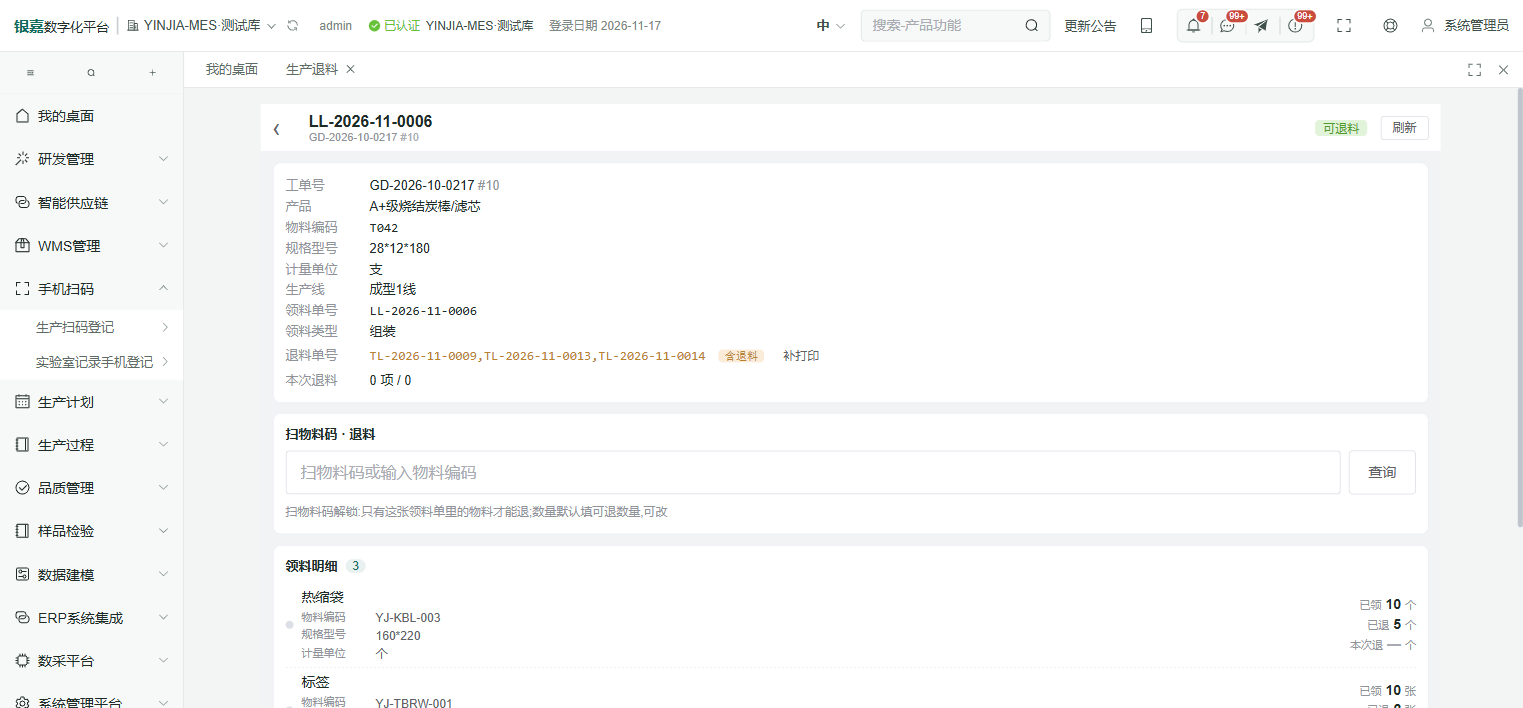 银嘉数字化平台 YINJIA-MES·测试库 admin 已认证 YINJIA-MES·测试库 登录日期 2026-11-17 中 搜索-产品功能 更新公告 7 99+ 99+ 系统管理员
我的桌面 生产退料 ×
我的桌面
研发管理
智能供应链
WMS管理
手机扫码
生产扫码登记
实验室记录手机登记
生产计划
生产过程
品质管理
样品检验
数据建模
ERP系统集成
数采平台
系统管理平台
LL-2026-11-0006
GD-2026-10-0217 #10
可退料 刷新
工单号 GD-2026-10-0217 #10
产品 A+级烧结炭棒/滤芯
物料编码 T042
规格型号 28*12*180
计量单位 支
生产线 成型1线
领料单号 LL-2026-11-0006
领料类型 组装
退料单号 TL-2026-11-0009,TL-2026-11-0013,TL-2026-11-0014 含退料 补打印
本次退料 0 项 / 0
扫物料码 · 退料
扫物料码或输入物料编码 查询
扫物料码解锁:只有这张领料单里的物料才能退;数量默认填可退数量,可改
领料明细 3
热缩袋
物料编码 YJ-KBL-003
规格型号 160*220
计量单位 个
已领 10 个
已退 5 个
本次退 — 个
标签
物料编码 YJ-TBRW-001
已领 10 张